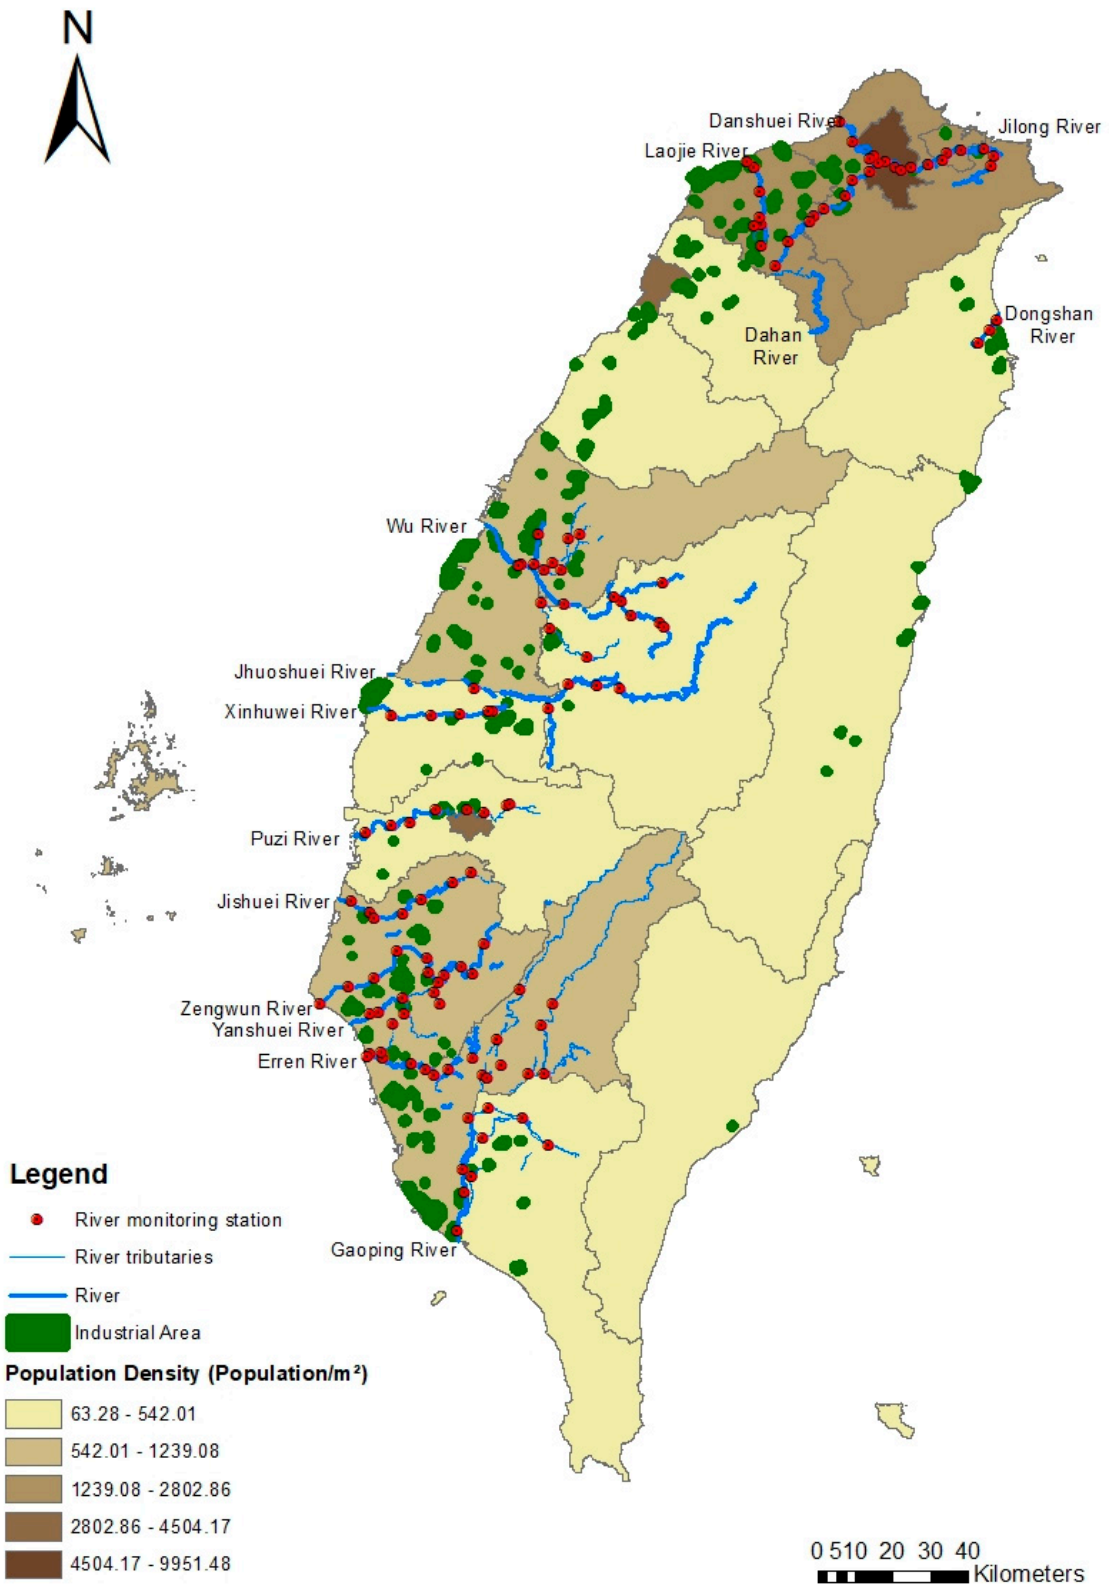 N
Danshuei River
Jilong River
Laojie River
Dongshan
River
Dahan
River
Wu River
Jhuoshuei River
Xinhuwei River
Puzi River
Jishuei River
Zengwun River
Yanshuei River
Erren River
Gaoping River
Legend
River monitoring station
River tributaries
River
Industrial Area
Population Density (Population/m²)
63.28 - 542.01
542.01 - 1239.08
1239.08 - 2802.86
2802.86 - 4504.17
4504.17 - 9951.48
0 510 20 30 40
Kilometers